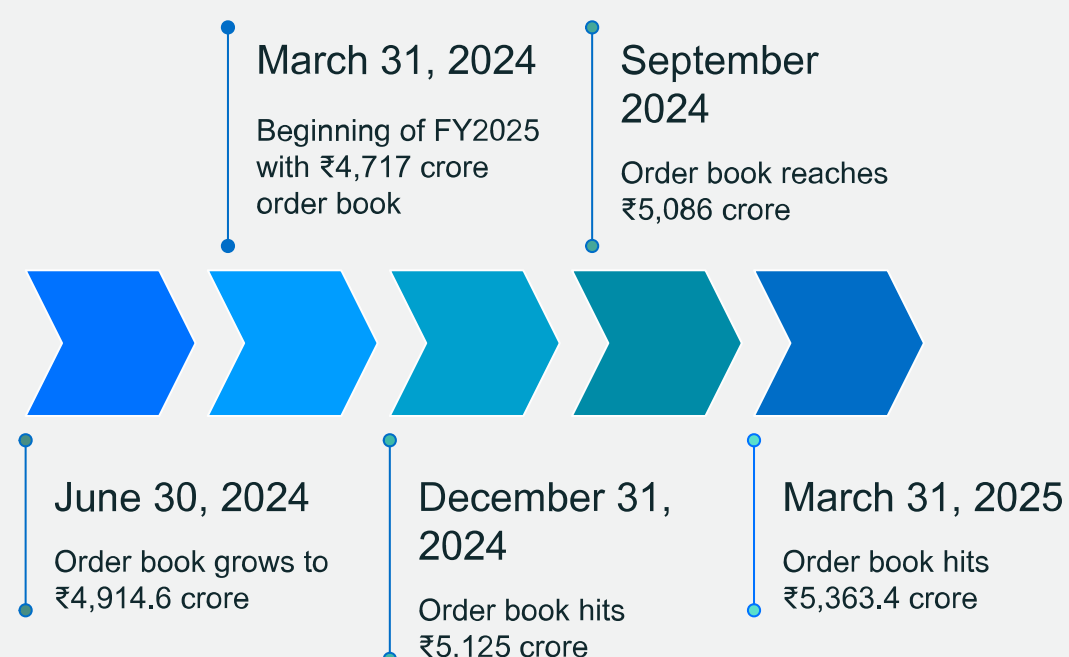 March 31, 2024
Beginning of FY2025
with ₹4,717 crore
order book
September
2024
Order book reaches
₹5,086 crore
June 30, 2024
Order book grows to
₹4,914.6 crore
December 31,
2024
Order book hits
₹5,125 crore
March 31, 2025
Order book hits
₹5,363.4 crore